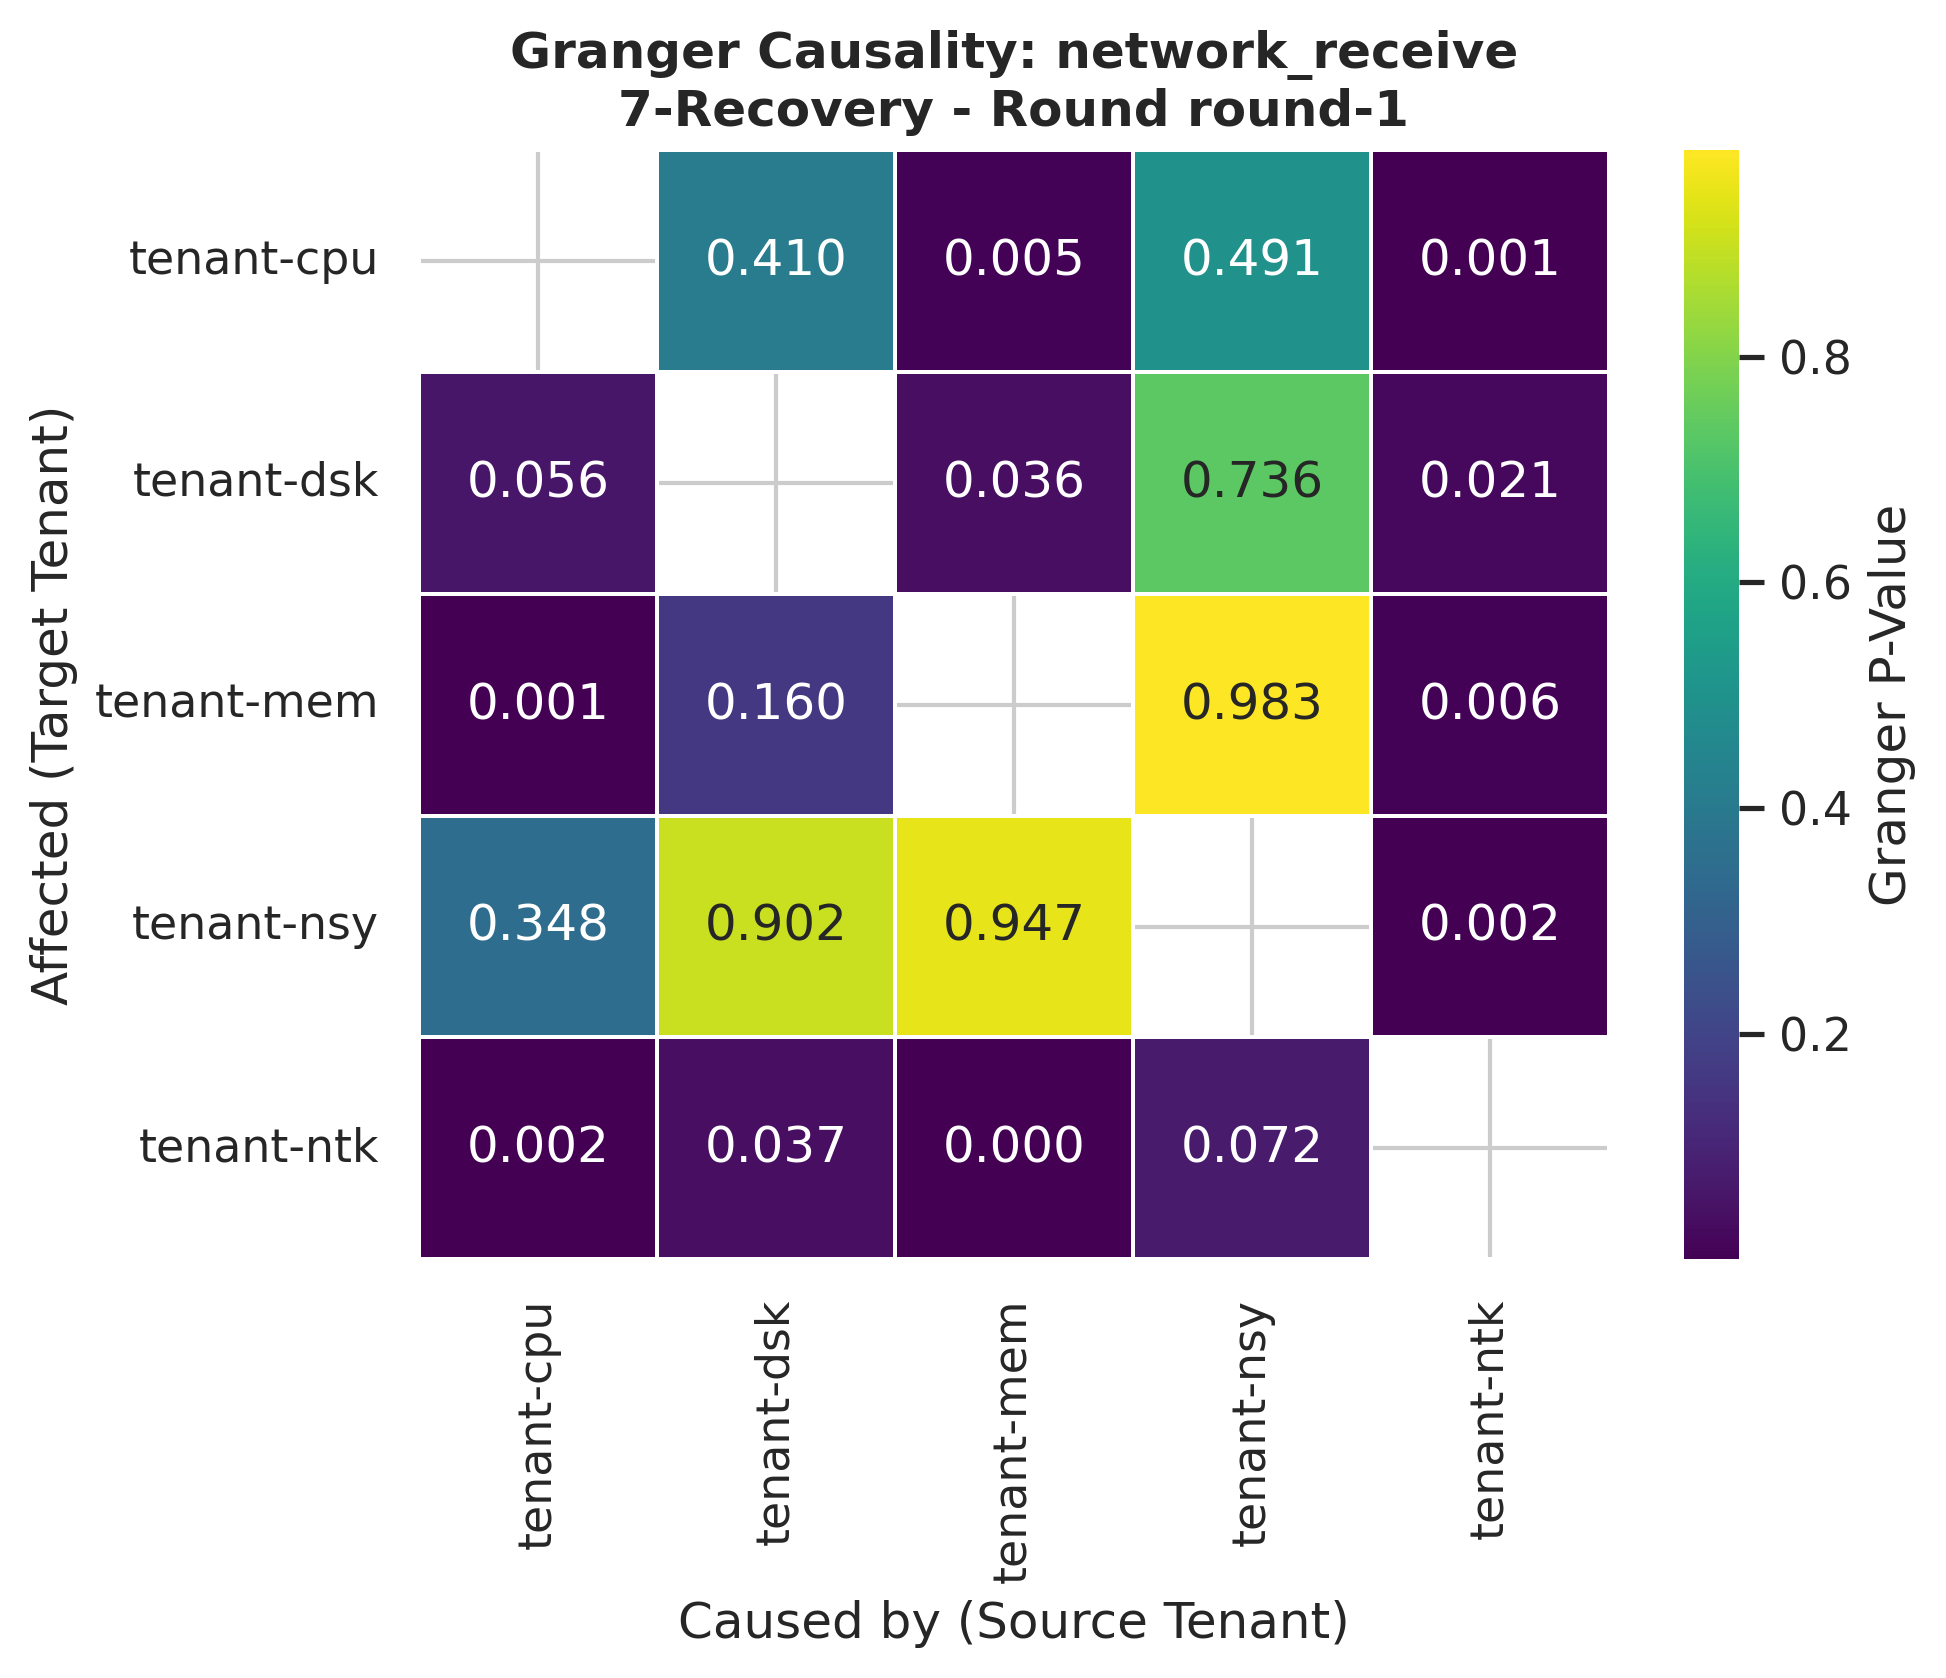 Granger Causality: network_receive
7-Recovery - Round round-1
Affected (Target Tenant)
tenant-cpu
0.410
0.005
0.491
0.001
tenant-dsk
0.056
0.036
0.736
0.021
tenant-mem
0.001
0.160
0.983
0.006
tenant-nsy
0.348
0.902
0.947
0.002
tenant-ntk
0.002
0.037
0.000
0.072
tenant-cpu
tenant-dsk
tenant-mem
tenant-nsy
tenant-ntk
Caused by (Source Tenant)
0.8
0.6
0.4
0.2
Granger P-Value